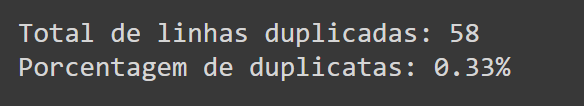 Total de linhas duplicadas: 58
Porcentagem de duplicatas: 0.33%